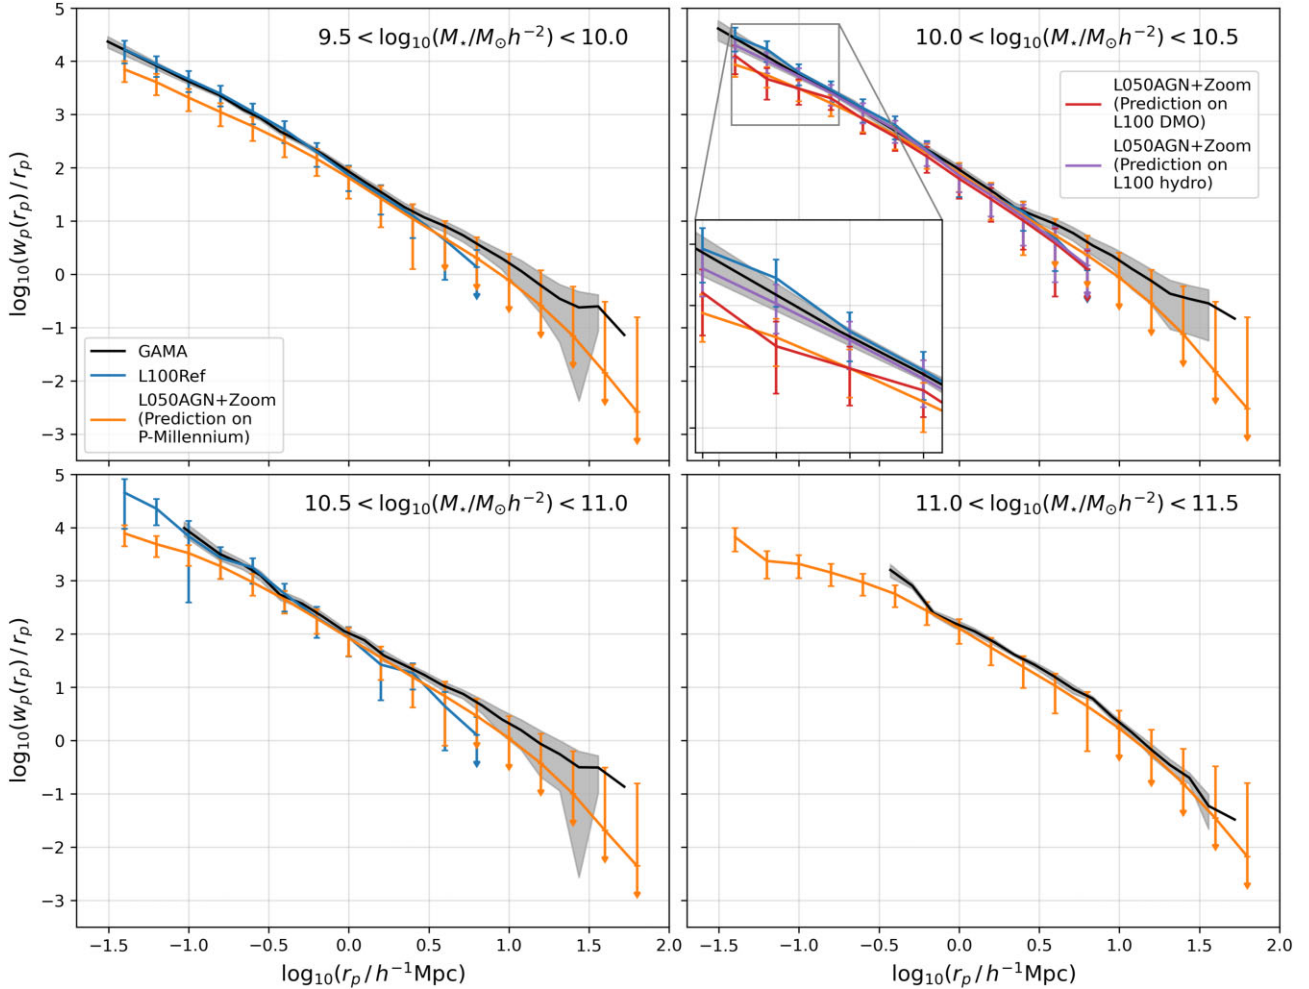 9.5 < log₁₀(M⋆/M⊙h⁻²) < 10.0
5
4
3
2
1
0
−1
−2
−3
log₁₀(wₚ(rₚ) / rₚ)
GAMA
L100Ref
L050AGN+Zoom
(Prediction on
P-Millennium)
10.0 < log₁₀(M⋆/M⊙h⁻²) < 10.5
L050AGN+Zoom
(Prediction on
L100 DMO)
L050AGN+Zoom
(Prediction on
L100 hydro)
10.5 < log₁₀(M⋆/M⊙h⁻²) < 11.0
5
4
3
2
1
0
−1
−2
−3
log₁₀(wₚ(rₚ) / rₚ)
−1.5 −1.0 −0.5 0.0 0.5 1.0 1.5 2.0
log₁₀(rₚ / h⁻¹Mpc)
11.0 < log₁₀(M⋆/M⊙h⁻²) < 11.5
−1.5 −1.0 −0.5 0.0 0.5 1.0 1.5 2.0
log₁₀(rₚ / h⁻¹Mpc)